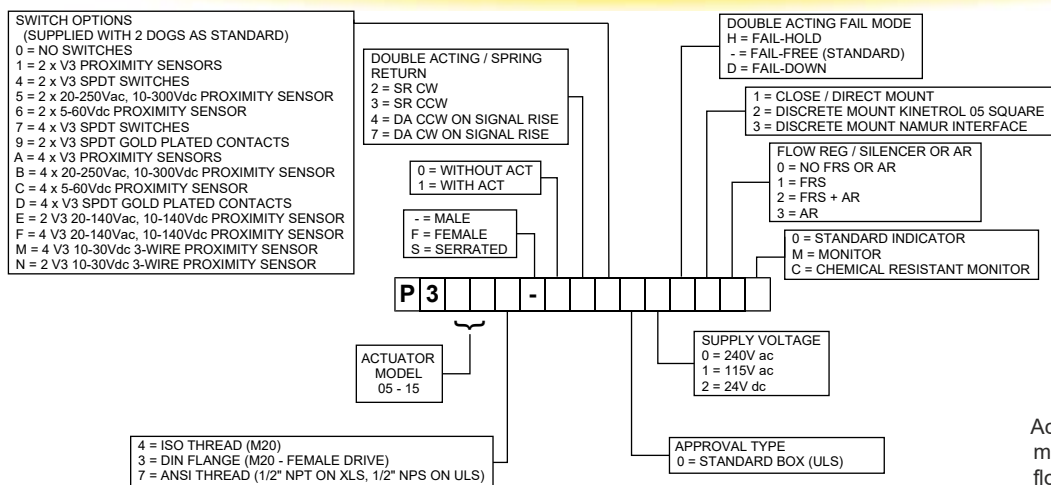 SWITCH OPTIONS
(SUPPLIED WITH 2 DOGS AS STANDARD)
0 = NO SWITCHES
1 = 2 x V3 PROXIMITY SENSORS
4 = 2 x V3 SPDT SWITCHES
5 = 2 x 20-250Vac, 10-300Vdc PROXIMITY SENSOR
6 = 2 x 5-60Vdc PROXIMITY SENSOR
7 = 4 x V3 SPDT SWITCHES
9 = 2 x V3 SPDT GOLD PLATED CONTACTS
A = 4 x V3 PROXIMITY SENSORS
B = 4 x 20-250Vac, 10-300Vdc PROXIMITY SENSOR
C = 4 x 5-60Vdc PROXIMITY SENSOR
D = 4 x V3 SPDT GOLD PLATED CONTACTS
E = 2 V3 20-140Vac, 10-140Vdc PROXIMITY SENSOR
F = 4 V3 20-140Vac, 10-140Vdc PROXIMITY SENSOR
M = 4 V3 10-30Vdc 3-WIRE PROXIMITY SENSOR
N = 2 V3 10-30Vdc 3-WIRE PROXIMITY SENSOR
DOUBLE ACTING / SPRING
RETURN
2 = SR CW
3 = SR CCW
4 = DA CCW ON SIGNAL RISE
7 = DA CW ON SIGNAL RISE
0 = WITHOUT ACT
1 = WITH ACT
- = MALE
F = FEMALE
S = SERRATED
DOUBLE ACTING FAIL MODE
H = FAIL-HOLD
- = FAIL-FREE (STANDARD)
D = FAIL-DOWN
1 = CLOSE / DIRECT MOUNT
2 = DISCRETE MOUNT KINETROL 05 SQUARE
3 = DISCRETE MOUNT NAMUR INTERFACE
FLOW REG / SILENCER OR AR
0 = NO FRS OR AR
1 = FRS
2 = FRS + AR
3 = AR
0 = STANDARD INDICATOR
M = MONITOR
C = CHEMICAL RESISTANT MONITOR
P 3 -
ACTUATOR
MODEL
05 - 15
SUPPLY VOLTAGE
0 = 240V ac
1 = 115V ac
2 = 24V dc
4 = ISO THREAD (M20)
3 = DIN FLANGE (M20 - FEMALE DRIVE)
7 = ANSI THREAD (1/2" NPT ON XLS, 1/2" NPS ON ULS)
APPROVAL TYPE
0 = STANDARD BOX (ULS)